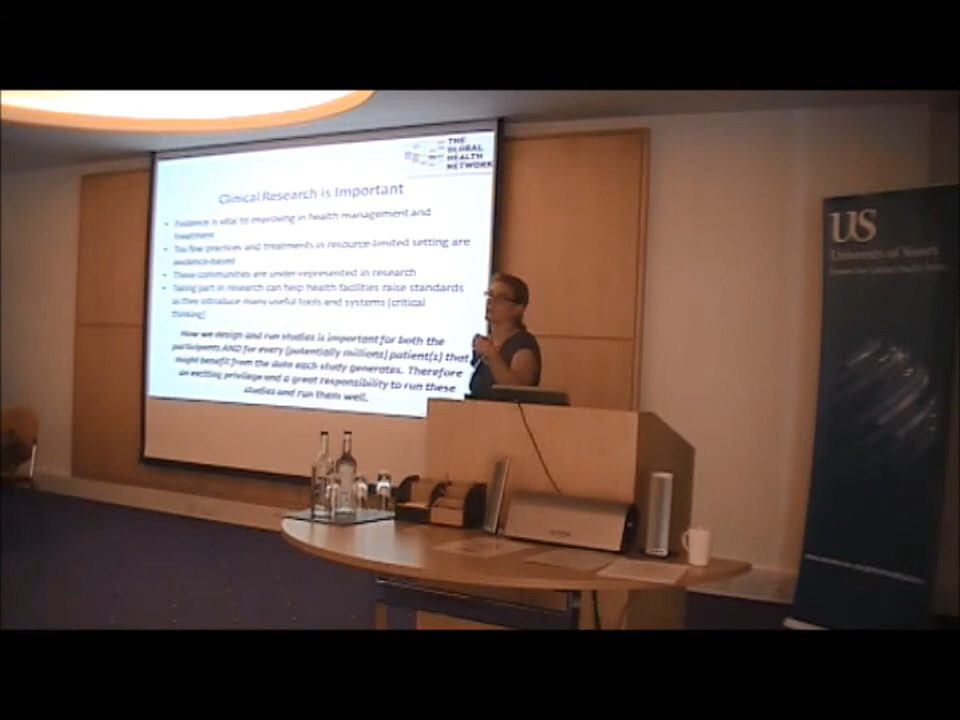 THE
GLOBAL
HEALTH
NETWORK
Clinical Research is Important
• Evidence is vital to improving in health management and
treatment
• Too few practices and treatments in resource-limited setting are
evidence-based
• These communities are under-represented in research
• Taking part in research can help health facilities raise standards
as they introduce many useful tools and systems (critical
thinking)
How we design and run studies is important for both the
participants AND for every (potentially millions) patient(s) that
might benefit from the data each study generates. Therefore
an exciting privilege and a great responsibility to run these
studies and run them well.
US
University of Sussex